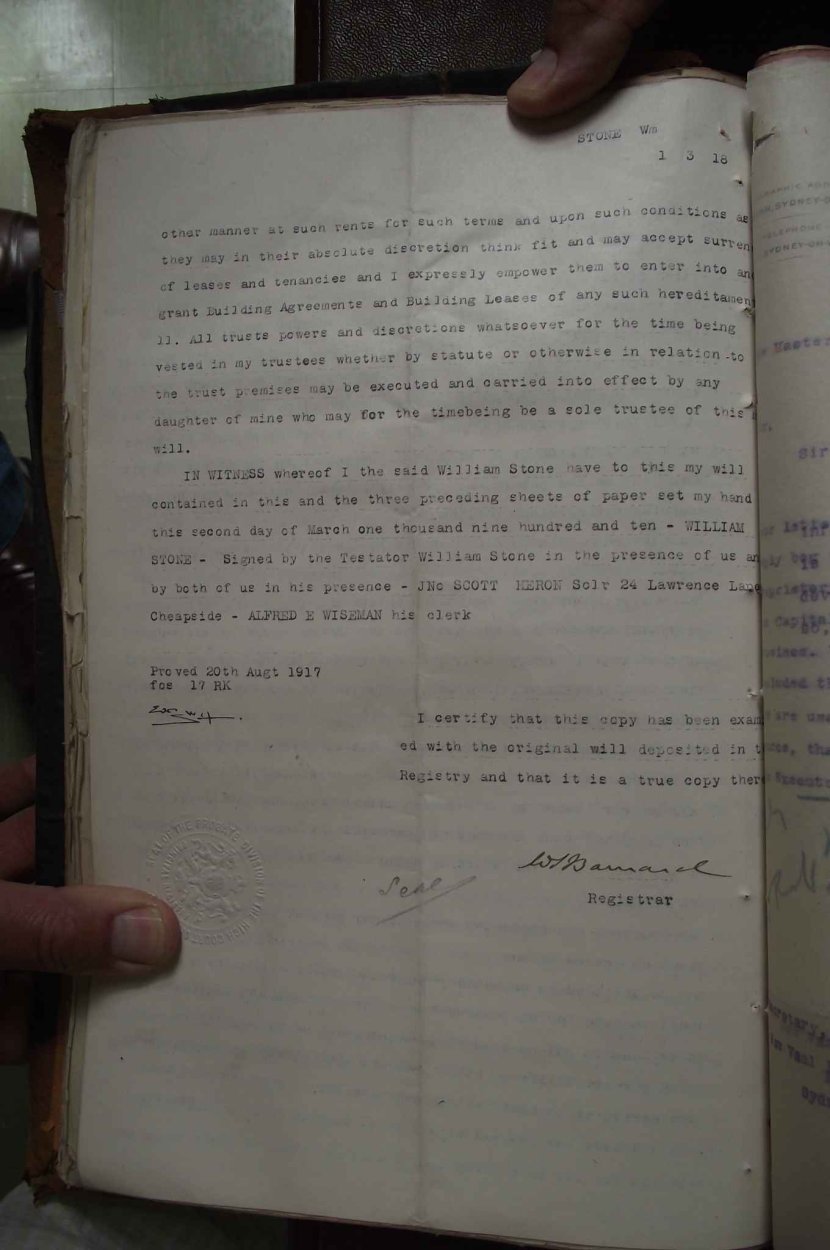 STONE Wm
1 3 18
other manner at such rents for such terms and upon such conditions as
they may in their absolute discretion think fit and may accept surren
of leases and tenancies and I expressly empower them to enter into an
grant Building Agreements and Building Leases of any such hereditamen
11. All trusts powers and discretions whatsoever for the time being
vested in my trustees whether by statute or otherwise in relation to
the trust premises may be executed and carried into effect by any
daughter of mine who may for the timebeing be a sole trustee of this
will.
IN WITNESS whereof I the said William Stone have to this my will
contained in this and the three preceding sheets of paper set my hand
this second day of March one thousand nine hundred and ten - WILLIAM
STONE - Signed by the Testator William Stone in the presence of us an
by both of us in his presence - JNo SCOTT HERON Solr 24 Lawrence Lane
Cheapside - ALFRED E WISEMAN his clerk
Proved 20th Augt 1917
fos 17 RK
I certify that this copy has been exam
ed with the original will deposited in t
Registry and that it is a true copy ther
SEAL OF THE PROBATE DIVISION
Seal
Registrar
Master
Sir